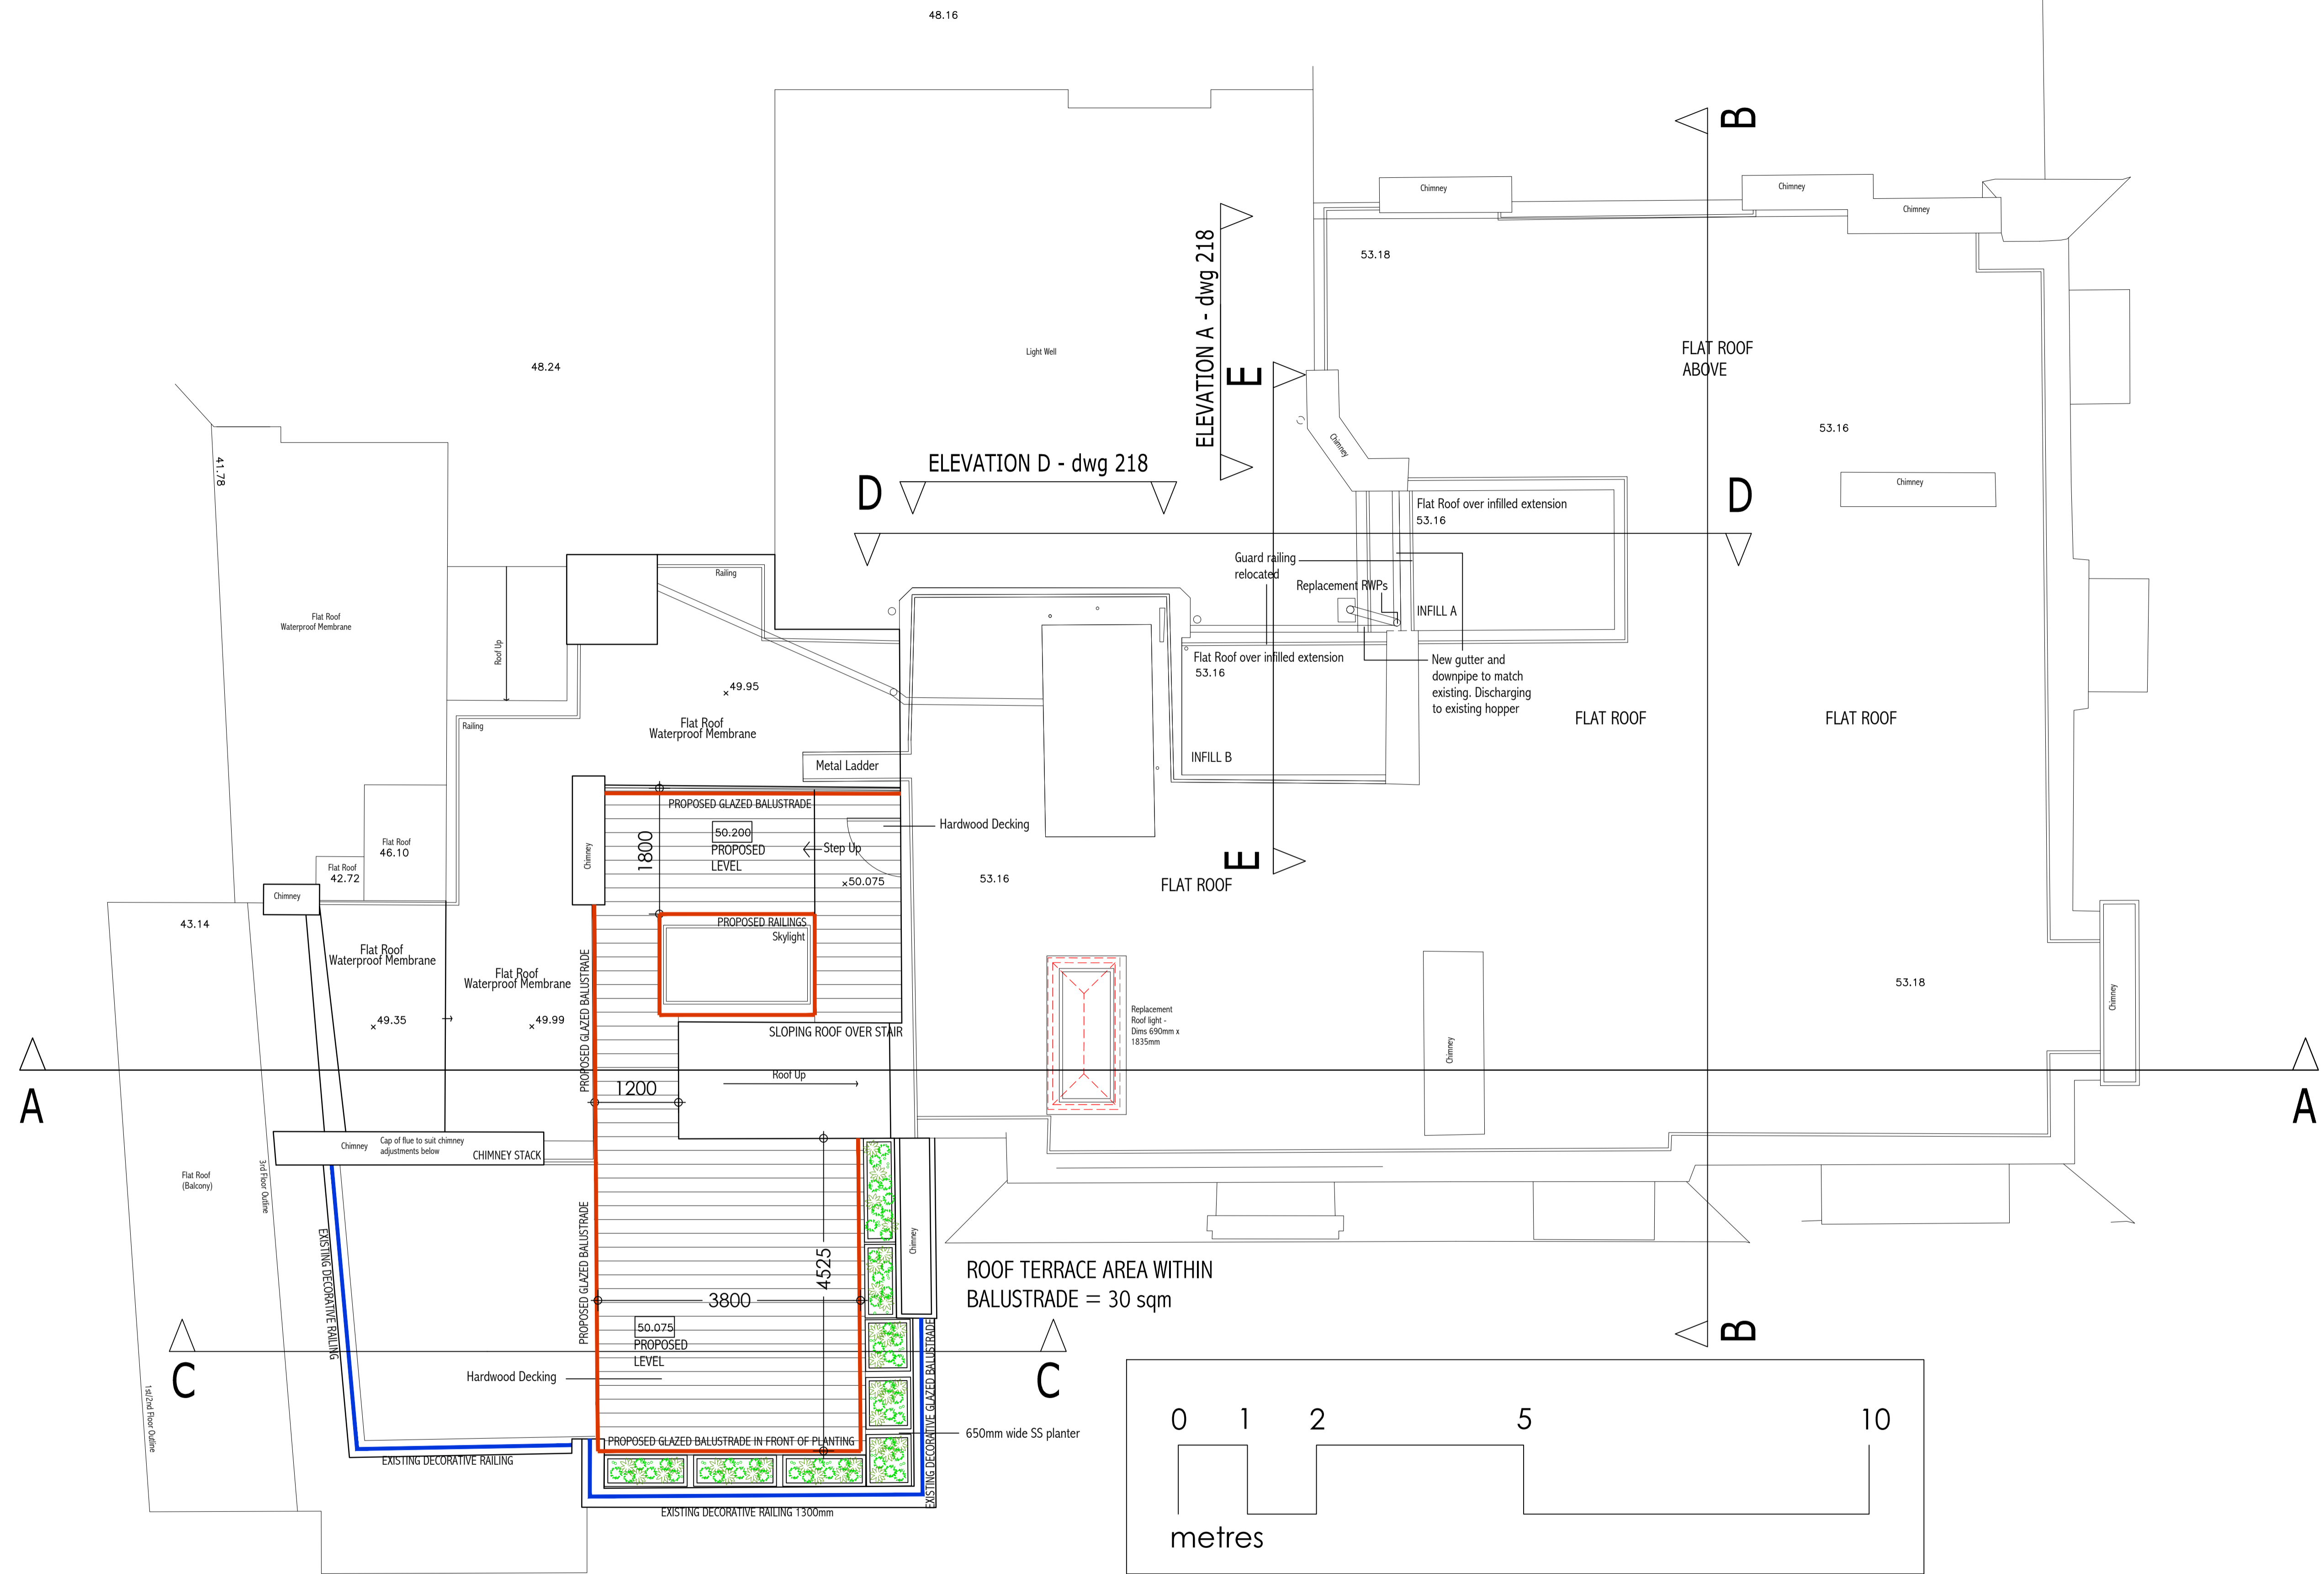 48.16
B
Chimney
Chimney
Chimney
ELEVATION A - dwg 218
53.18
FLAT ROOF
ABOVE
Light Well
48.24
E
53.16
Chimney
41.78
ELEVATION D - dwg 218
D
D
Chimney
Flat Roof over infilled extension
53.16
Guard railing
relocated
Replacement RWPs
INFILL A
Railing
Flat Roof
Waterproof Membrane
Roof Up
Flat Roof over infilled extension
53.16
New gutter and
downpipe to match
existing. Discharging
to existing hopper
49.95
Flat Roof
Waterproof Membrane
Railing
FLAT ROOF
FLAT ROOF
INFILL B
Metal Ladder
PROPOSED GLAZED BALUSTRADE
Hardwood Decking
50.200
PROPOSED
LEVEL
1800
Step Up
Chimney
Flat Roof
46.10
Flat Roof
42.72
50.075
53.16
FLAT ROOF
E
Chimney
43.14
PROPOSED RAILINGS
Skylight
Flat Roof
Waterproof Membrane
Flat Roof
Waterproof Membrane
PROPOSED GLAZED BALUSTRADE
53.18
Chimney
49.35
49.99
SLOPING ROOF OVER STAIR
Replacement
Roof light -
Dims 690mm x
1835mm
Chimney
Roof Up
1200
A
A
Chimney
Cap of flue to suit chimney
adjustments below
CHIMNEY STACK
Flat Roof
(Balcony)
3rd Floor Outline
EXISTING DECORATIVE RAILING
PROPOSED GLAZED BALUSTRADE
4525
Chimney
ROOF TERRACE AREA WITHIN
BALUSTRADE = 30 sqm
3800
50.075
PROPOSED
LEVEL
B
C
C
Hardwood Decking
1st/2nd Floor Outline
EXISTING DECORATIVE GLAZED BALUSTRADE
650mm wide SS planter
PROPOSED GLAZED BALUSTRADE IN FRONT OF PLANTING
EXISTING DECORATIVE RAILING
EXISTING DECORATIVE RAILING 1300mm
0 1 2 5 10
metres